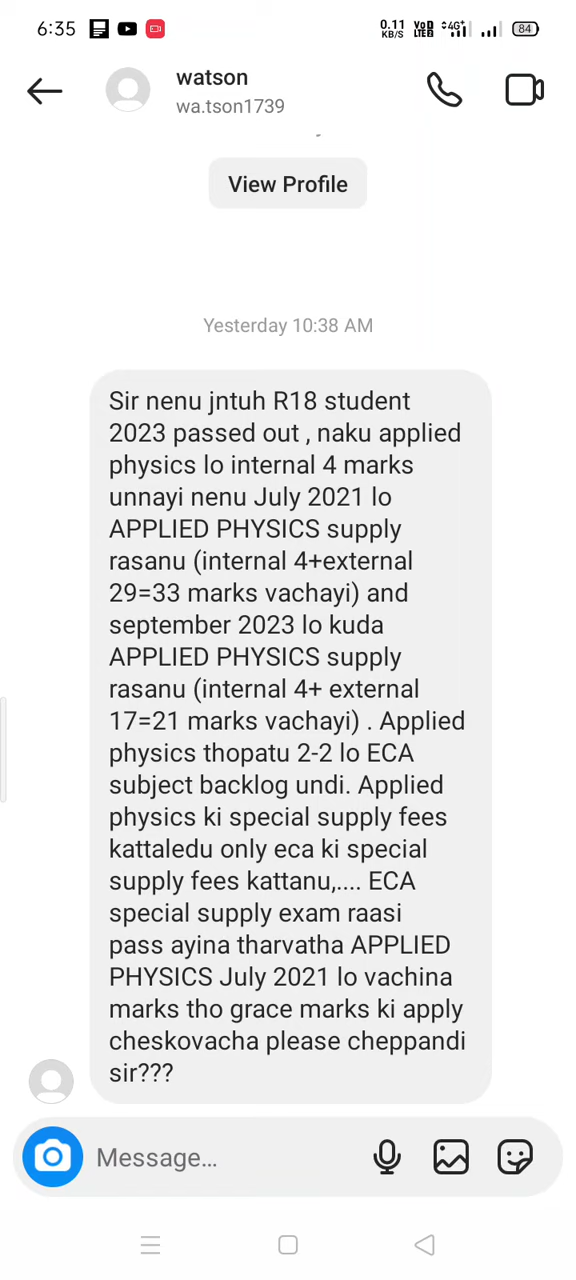 6:35
0.11 KB/S VoD LTE2 4G+ 84
watson
wa.tson1739
View Profile
Yesterday 10:38 AM
Sir nenu jntuh R18 student
2023 passed out , naku applied
physics lo internal 4 marks
unnayi nenu July 2021 lo
APPLIED PHYSICS supply
rasanu (internal 4+external
29=33 marks vachayi) and
september 2023 lo kuda
APPLIED PHYSICS supply
rasanu (internal 4+ external
17=21 marks vachayi) . Applied
physics thopatu 2-2 lo ECA
subject backlog undi. Applied
physics ki special supply fees
kattaledu only eca ki special
supply fees kattanu,.... ECA
special supply exam raasi
pass ayina tharvatha APPLIED
PHYSICS July 2021 lo vachina
marks tho grace marks ki apply
cheskovacha please cheppandi
sir???
Message...